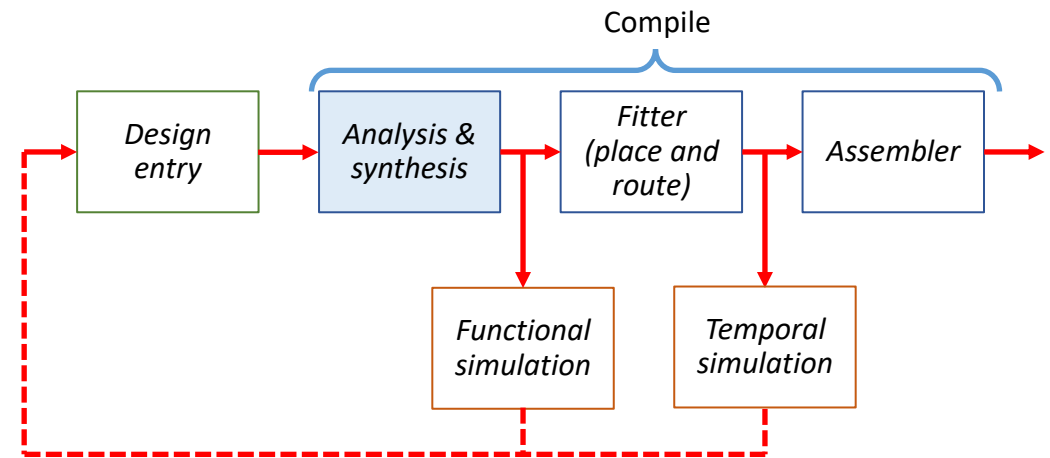 Compile
Design
entry
Analysis &
synthesis
Fitter
(place and
route)
Assembler
Functional
simulation
Temporal
simulation